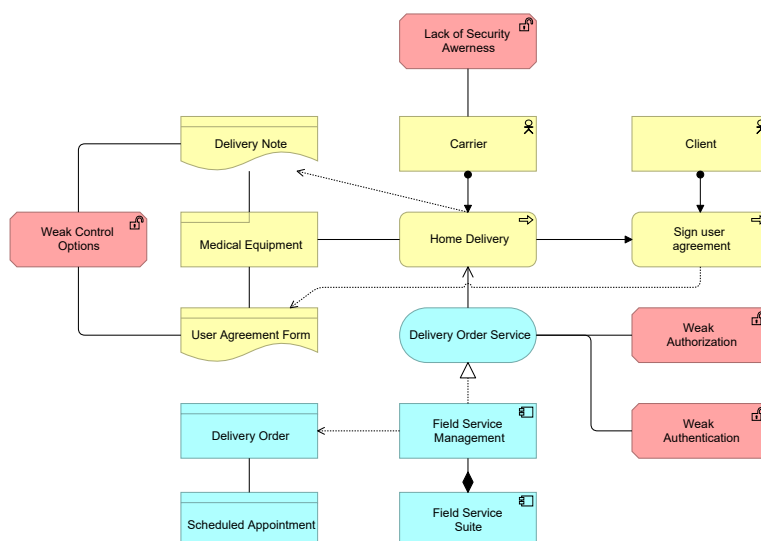 Lack of Security
Awerness
Delivery Note
Carrier
Client
Weak Control
Options
Medical Equipment
Home Delivery
Sign user
agreement
User Agreement Form
Delivery Order Service
Weak
Authorization
Delivery Order
Field Service
Management
Weak
Authentication
Scheduled Appointment
Field Service
Suite